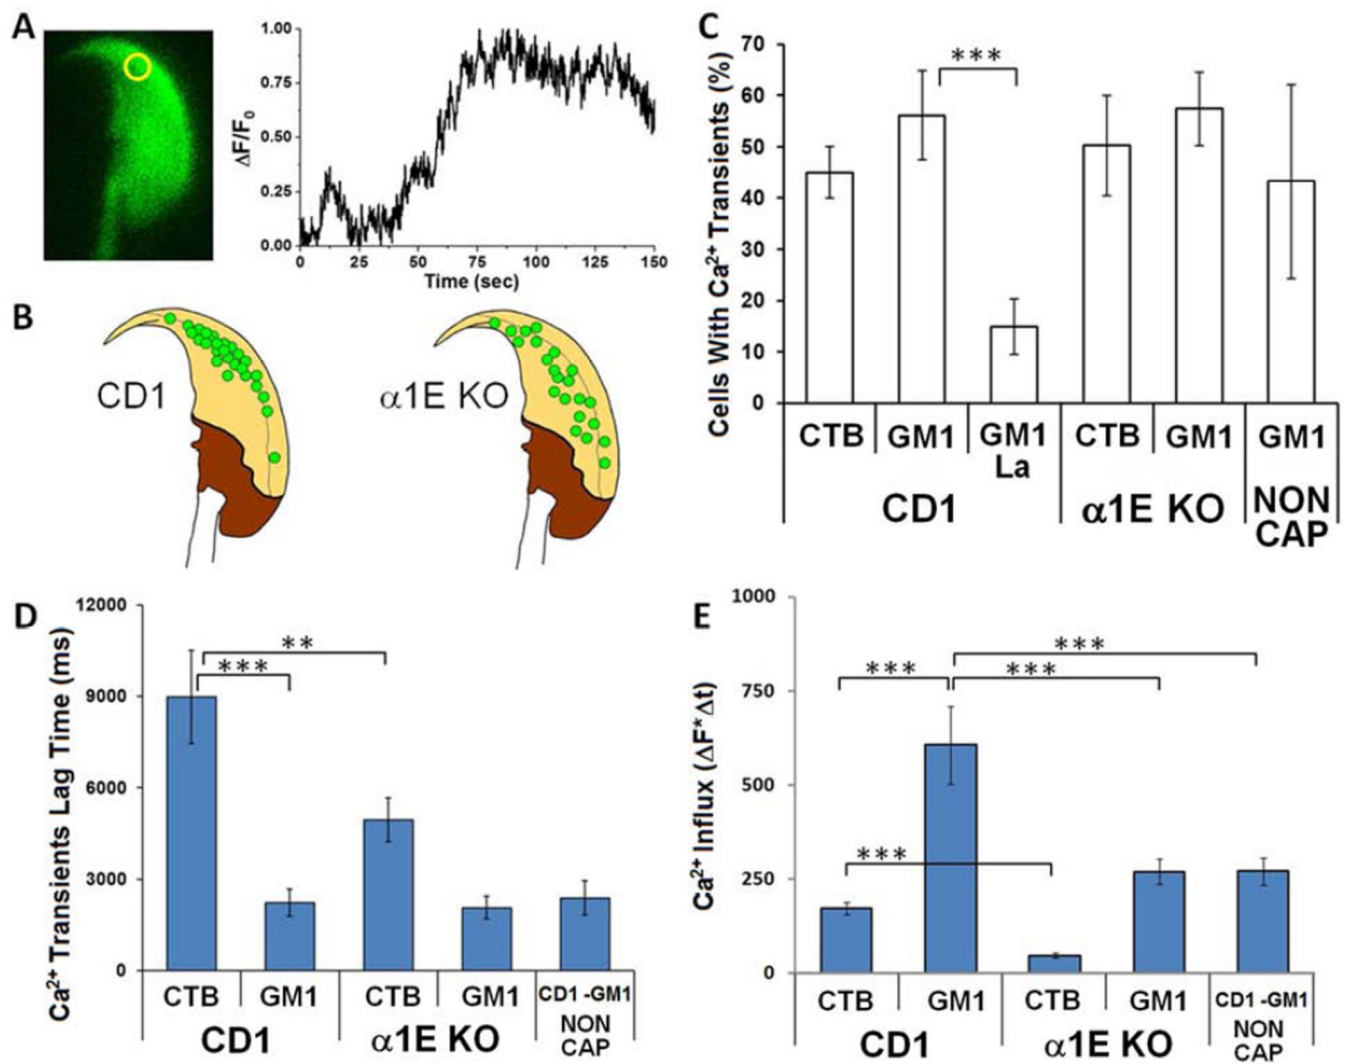 A
ΔF/F0
1.00
0.75
0.50
0.25
0.00
0 25 50 75 100 125 150
Time (sec)
B
CD1
α1E KO
C
Cells With Ca2+ Transients (%)
70
60
50
40
30
20
10
0
***
CTB GM1 GM1 CTB GM1 GM1
La
CD1 α1E KO NON
CAP
D
Ca2+ Transients Lag Time (ms)
12000
9000
6000
3000
0
**
***
CTB GM1 CTB GM1 CD1 -GM1
CD1 α1E KO NON
CAP
E
Ca2+ Influx (ΔF*Δt)
1000
750
500
250
0
***
*** ***
***
CTB GM1 CTB GM1 CD1 -GM1
CD1 α1E KO NON
CAP